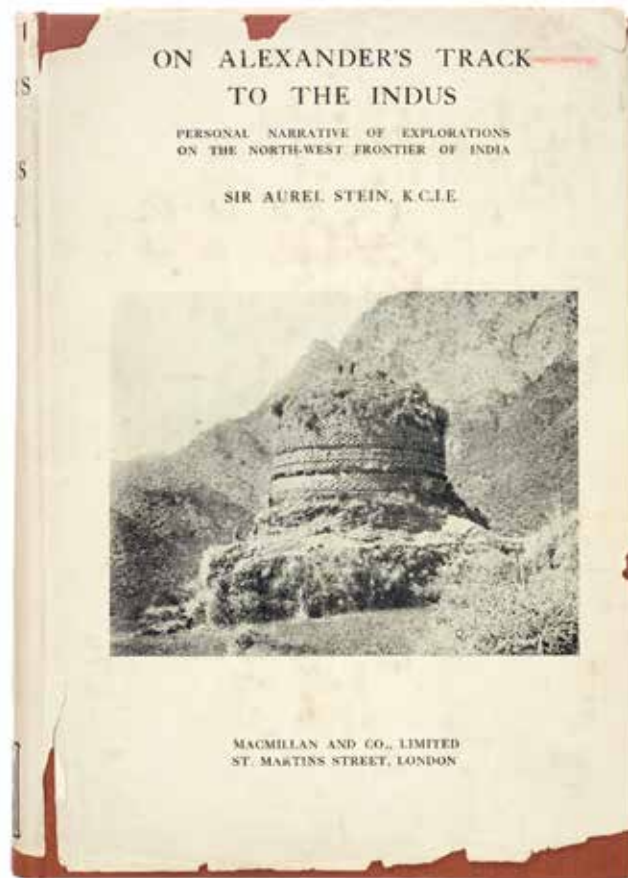 ON ALEXANDER'S TRACK
TO THE INDUS
PERSONAL NARRATIVE OF EXPLORATIONS
ON THE NORTH-WEST FRONTIER OF INDIA
SIR AUREL STEIN, K.C.I.E.
MACMILLAN AND CO., LIMITED
ST. MARTINS STREET, LONDON